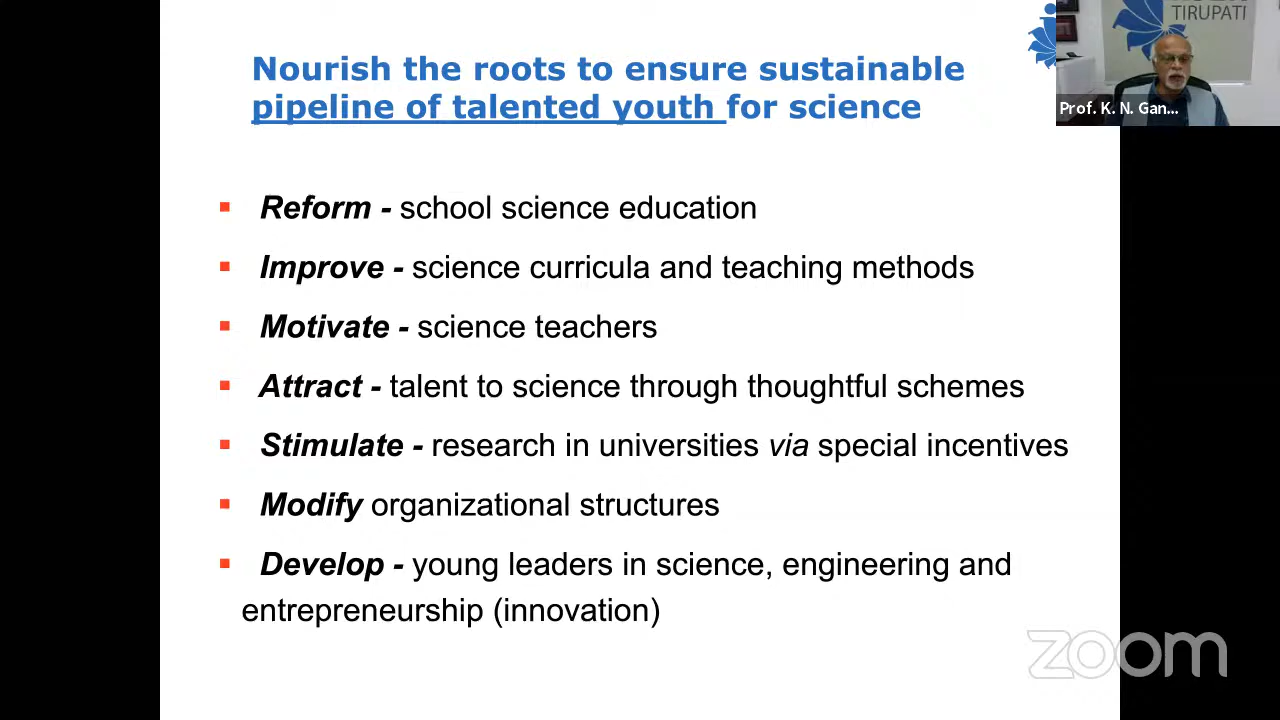 Nourish the roots to ensure sustainable
pipeline of talented youth for science
TIRUPATI
Prof. K. N. Gan...
▪ Reform - school science education
▪ Improve - science curricula and teaching methods
▪ Motivate - science teachers
▪ Attract - talent to science through thoughtful schemes
▪ Stimulate - research in universities via special incentives
▪ Modify organizational structures
▪ Develop - young leaders in science, engineering and
entrepreneurship (innovation)
zoom